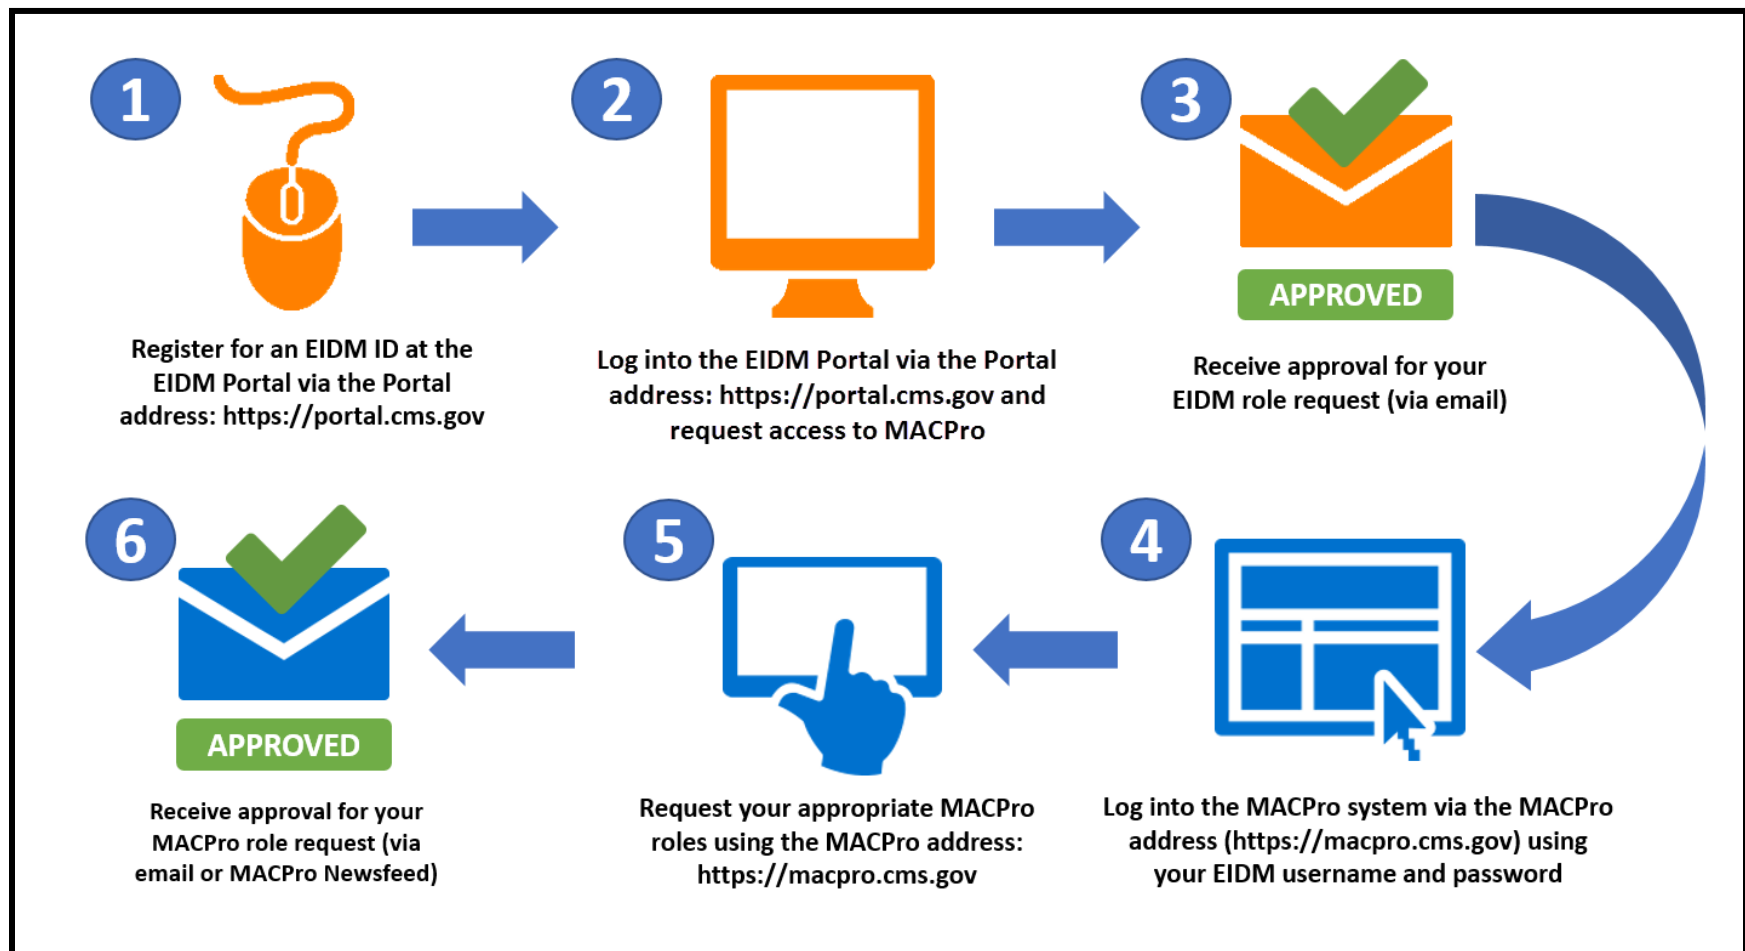 1
Register for an EIDM ID at the
EIDM Portal via the Portal
address: https://portal.cms.gov
2
Log into the EIDM Portal via the Portal
address: https://portal.cms.gov and
request access to MACPro
3
APPROVED
Receive approval for your
EIDM role request (via email)
4
Log into the MACPro system via the MACPro
address (https://macpro.cms.gov) using
your EIDM username and password
5
Request your appropriate MACPro
roles using the MACPro address:
https://macpro.cms.gov
6
APPROVED
Receive approval for your
MACPro role request (via
email or MACPro Newsfeed)